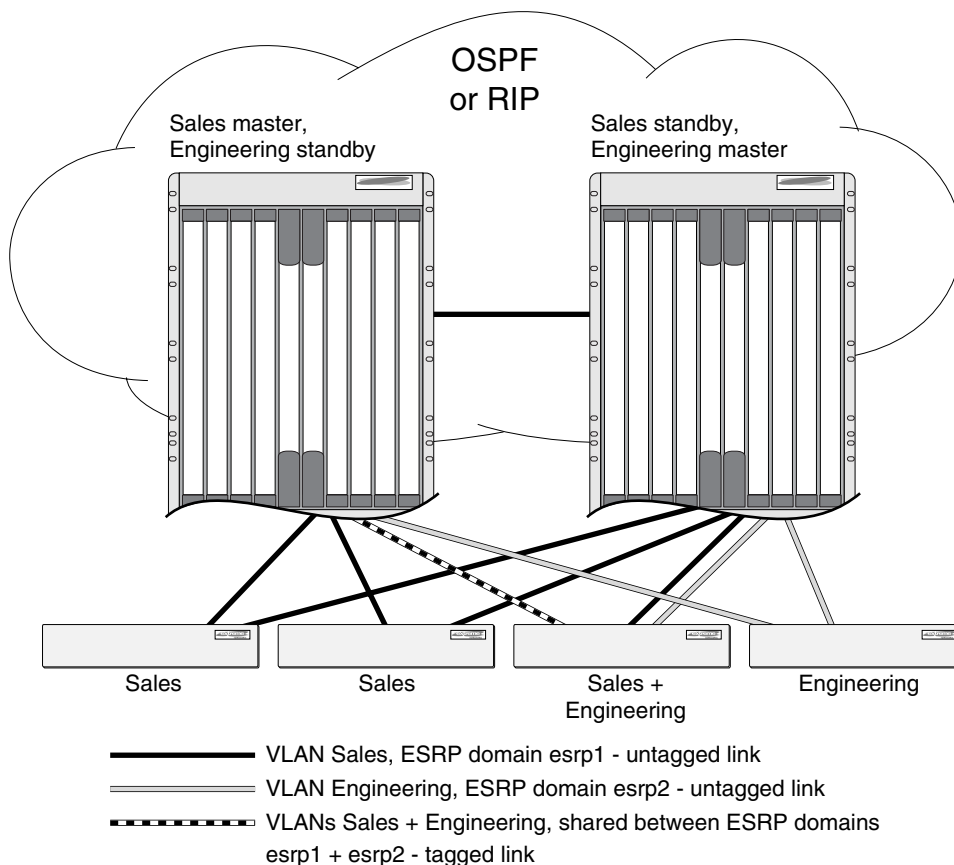 OSPF
or RIP
Sales master,
Engineering standby
Sales standby,
Engineering master
Sales
Sales
Sales +
Engineering
Engineering
VLAN Sales, ESRP domain esrp1 - untagged link
VLAN Engineering, ESRP domain esrp2 - untagged link
VLANs Sales + Engineering, shared between ESRP domains
esrp1 + esrp2 - tagged link